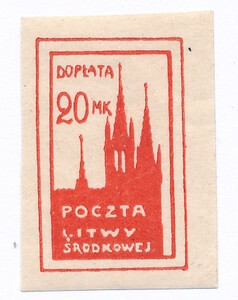 DOPŁATA
20 MK
POCZTA
LITWY
ŚRODKOWEJ